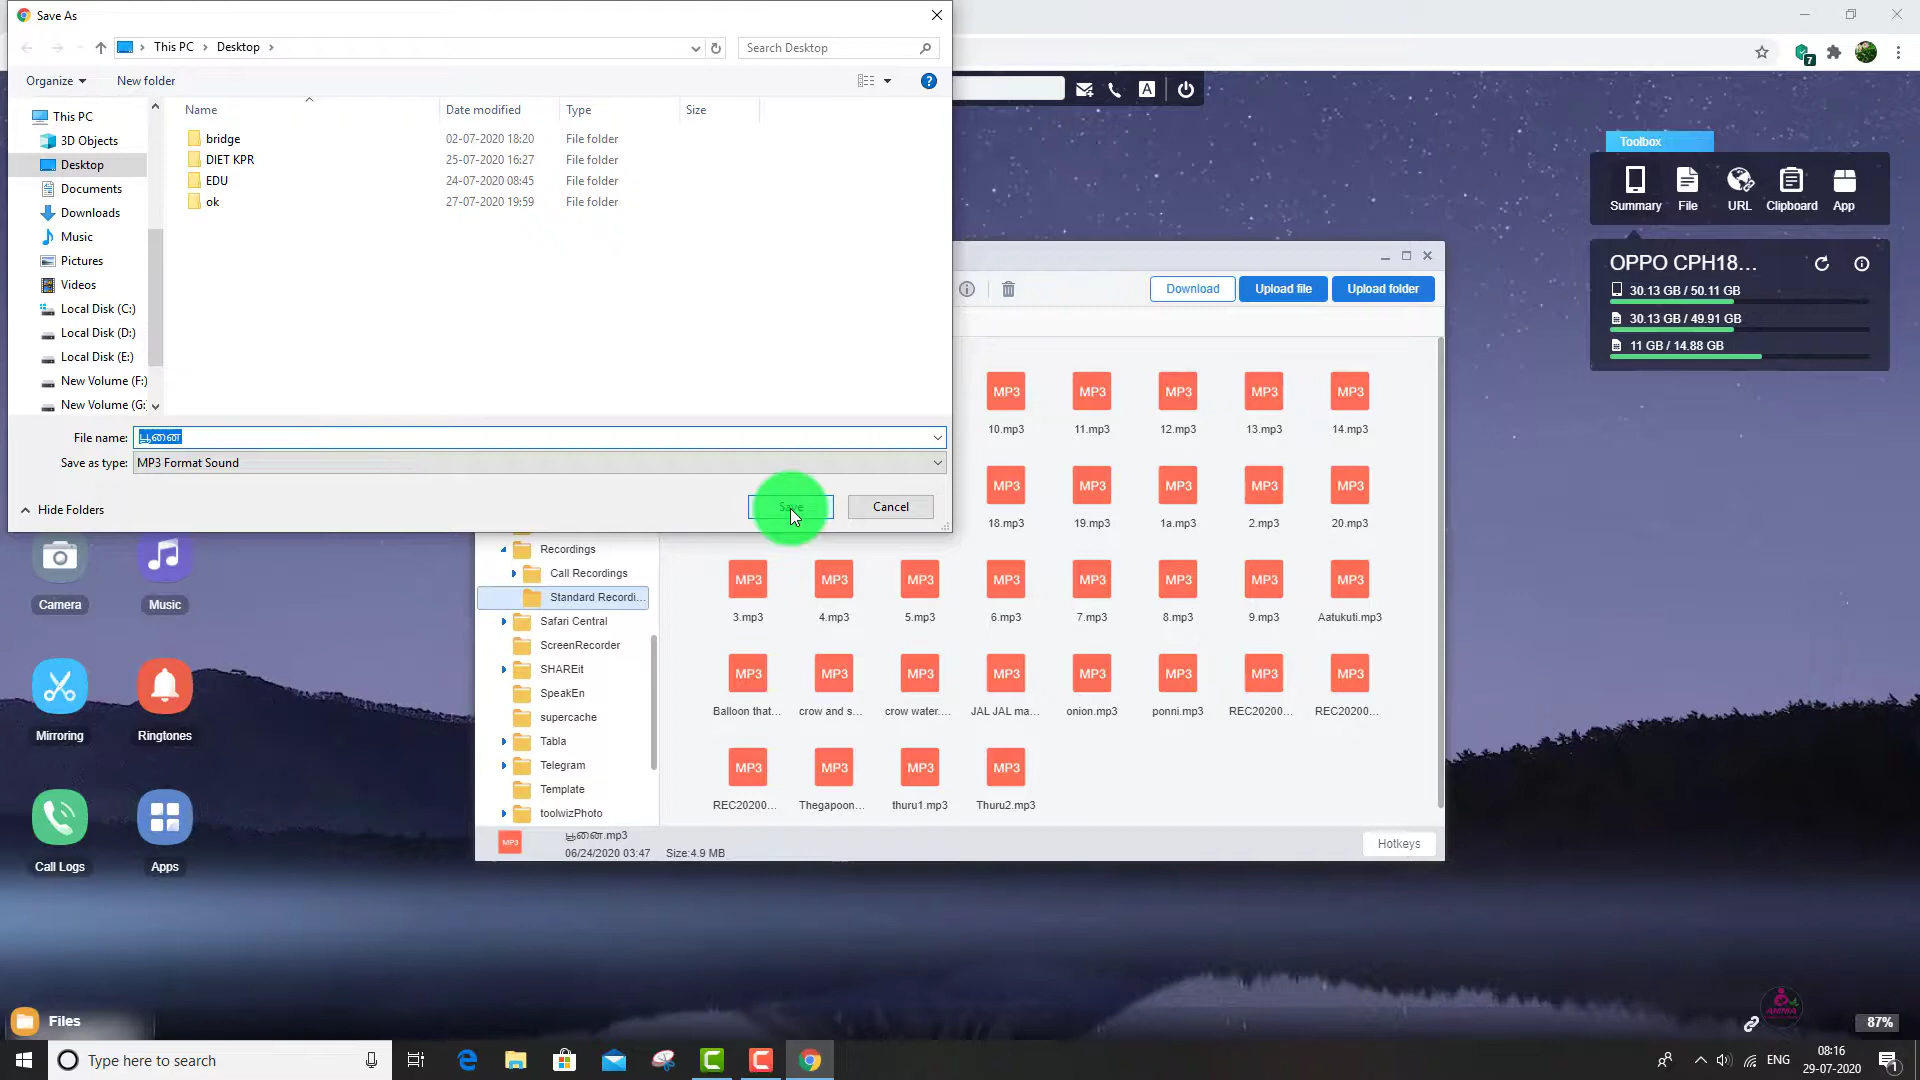 Save As
This PC > Desktop >
Search Desktop
Organize
New folder
Name
Date modified
Type
Size
This PC
3D Objects
Desktop
Documents
Downloads
Music
Pictures
Videos
Local Disk (C:)
Local Disk (D:)
Local Disk (E:)
New Volume (F:)
New Volume (G:
bridge 02-07-2020 18:20 File folder
DIET KPR 25-07-2020 16:27 File folder
EDU 24-07-2020 08:45 File folder
ok 27-07-2020 19:59 File folder
File name: பூனை
Save as type: MP3 Format Sound
Hide Folders
Save
Cancel
7
A
Toolbox
Summary
File
URL
Clipboard
App
OPPO CPH18...
30.13 GB / 50.11 GB
30.13 GB / 49.91 GB
11 GB / 14.88 GB
Download
Upload file
Upload folder
MP3 MP3 MP3 MP3 MP3
10.mp3 11.mp3 12.mp3 13.mp3 14.mp3
MP3 MP3 MP3 MP3 MP3
18.mp3 19.mp3 1a.mp3 2.mp3 20.mp3
MP3 MP3 MP3 MP3 MP3 MP3 MP3 MP3
3.mp3 4.mp3 5.mp3 6.mp3 7.mp3 8.mp3 9.mp3 Aatukuti.mp3
MP3 MP3 MP3 MP3 MP3 MP3 MP3 MP3
Balloon that... crow and s... crow water.... JAL JAL ma... onion.mp3 ponni.mp3 REC20200... REC20200...
MP3 MP3 MP3 MP3
REC20200... Thegapoon... thuru1.mp3 Thuru2.mp3
Recordings
Call Recordings
Standard Recordi...
Safari Central
ScreenRecorder
SHAREit
SpeakEn
supercache
Tabla
Telegram
Template
toolwizPhoto
MP3
பூனை.mp3
06/24/2020 03:47 Size:4.9 MB
Hotkeys
Camera
Music
Mirroring
Ringtones
Call Logs
Apps
Files
AMMA
87%
Type here to search
ENG
08:16
29-07-2020
1